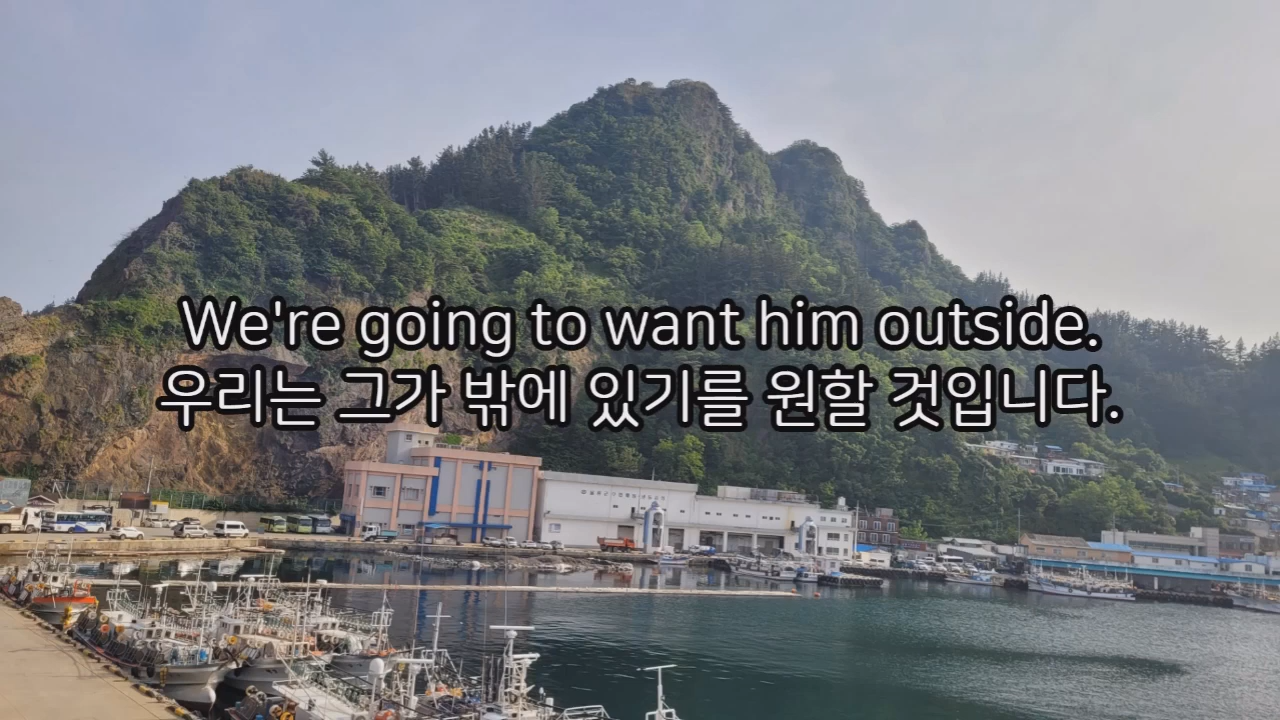 We're going to want him outside.
우리는 그가 밖에 있기를 원할 것입니다.